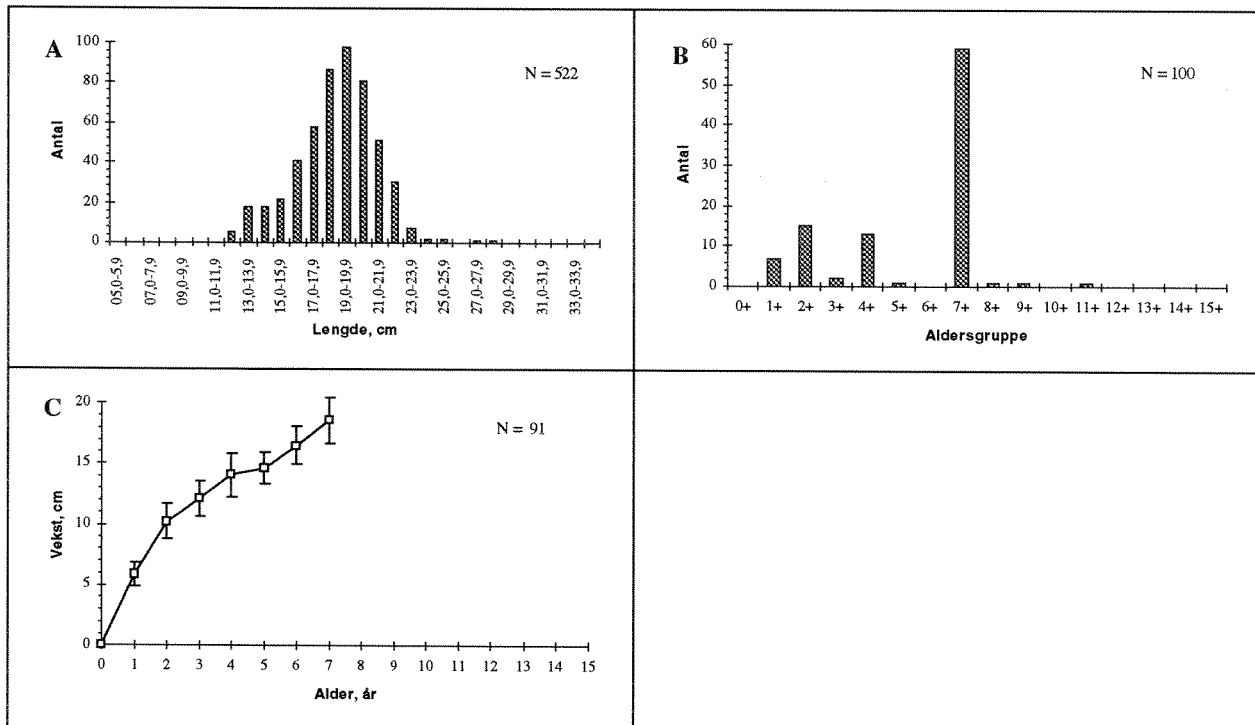 A
N = 522
Antal
100
80
60
40
20
0
05,0-5,9
07,0-7,9
09,0-9,9
11,0-11,9
13,0-13,9
15,0-15,9
17,0-17,9
19,0-19,9
21,0-21,9
23,0-23,9
25,0-25,9
27,0-27,9
29,0-29,9
31,0-31,9
33,0-33,9
Lengde, cm
B
N = 100
Antal
60
50
40
30
20
10
0
0+ 1+ 2+ 3+ 4+ 5+ 6+ 7+ 8+ 9+ 10+ 11+ 12+ 13+ 14+ 15+
Aldersgruppe
C
N = 91
Vekst, cm
20
15
10
5
0
0 1 2 3 4 5 6 7 8 9 10 11 12 13 14 15
Alder, år